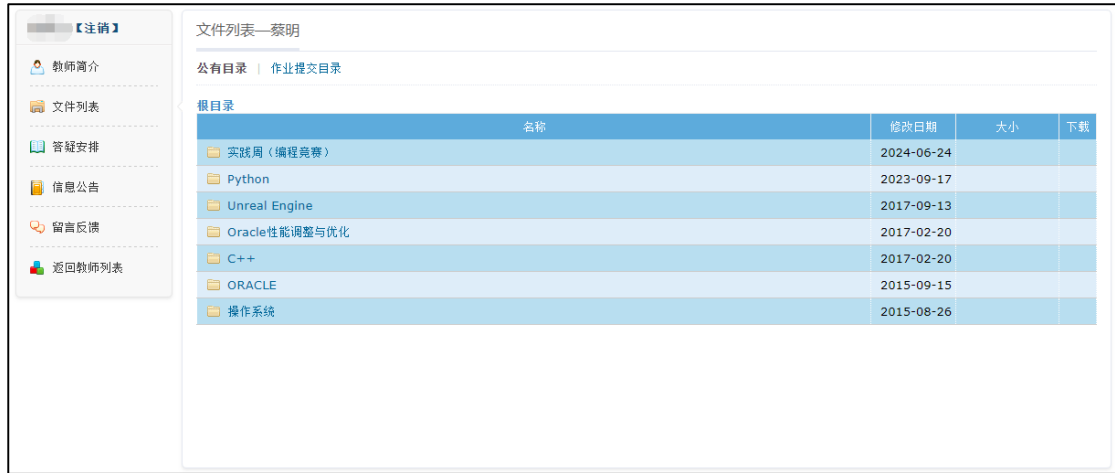 【注销】
教师简介
文件列表
答疑安排
信息公告
留言反馈
返回教师列表
文件列表—蔡明
公有目录 | 作业提交目录
根目录
名称 修改日期 大小 下载
实践周（编程竟赛） 2024-06-24
Python 2023-09-17
Unreal Engine 2017-09-13
Oracle性能调整与优化 2017-02-20
C++ 2017-02-20
ORACLE 2015-09-15
操作系统 2015-08-26